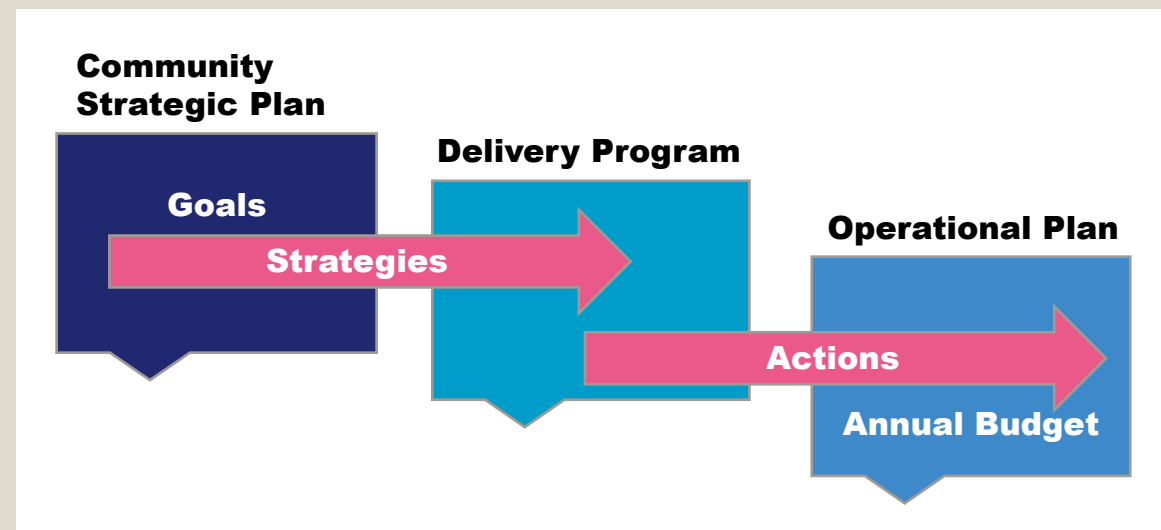 Community
Strategic Plan
Goals
Strategies
Delivery Program
Operational Plan
Actions
Annual Budget